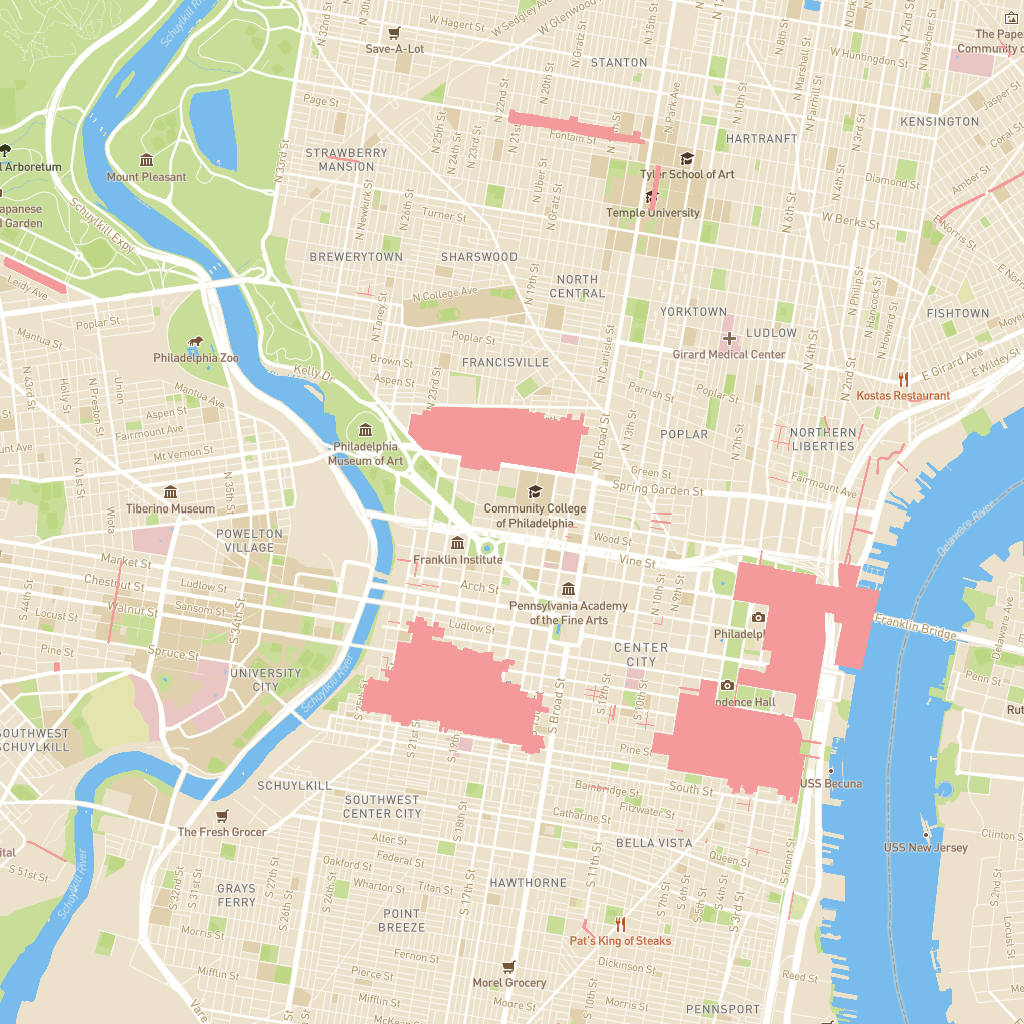 Schuylkill River
N 32nd St
N 20th St
W Hagert St
W Sedgley Ave
W Glenwood
N Gratz St
N 15th St
N 12
N Marshall St
N 2nd St
N Mascher St
The Pape
Community c
Save-A-Lot
STANTON
W Huntingdon St
Jasper St
Page St
N 22nd St
N 20th St
N Park Ave
N 10th St
N Fairhill St
KENSINGTON
N 25th St
N 24th St
N 23rd St
N 21st
Fontain St
HARTRANFT
N 3rd St
Coral St
N 33rd St
STRAWBERRY
MANSION
l Arboretum
Mount Pleasant
Tyler School of Art
N 4th St
Diamond St
Amber St
Japanese
d Garden
Schuylkill Expy
N Newkirk St
N 26th St
N Uber St
N Gratz St
Turner St
Temple University
N 6th St
W Berks St
E Norris St
BREWERYTOWN
SHARSWOOD
N 19th St
NORTH
CENTRAL
E Norris
Leidy Ave
N College Ave
N Philip St
N Hancock St
N Howard St
FISHTOWN
Moye
Poplar St
Mantua St
N Taney St
Poplar St
YORKTOWN
LUDLOW
Philadelphia Zoo
Girard Medical Center
N Carlisle St
N 4th St
N 2nd St
E Girard Ave
E Wildey St
Brown St
FRANCISVILLE
Kelly Dr
Aspen St
N 23rd St
Parrish St
Poplar St
Kostas Restaurant
N 43rd St
Holly St
N Preston St
Union
Mantua Ave
Aspen St
Fairmount Ave
Mt Vernon St
Philadelphia
Museum of Art
N Broad St
N 13th St
POPLAR
N 7th St
NORTHERN
LIBERTIES
N 41st St
N 35th St
Green St
Spring Garden St
Fairmount Ave
Tiberino Museum
Wiota
Community College
of Philadelphia
Delaware River
POWELTON
VILLAGE
Franklin Institute
Wood St
Vine St
Market St
Chestnut St
Walnut St
Ludlow St
Sansom St
Locust St
Arch St
Pennsylvania Academy
of the Fine Arts
N 10th St
N 9th St
S 44th St
S 34th St
Ludlow St
Philadelph
Franklin Bridge
Delaware Ave
Pine St
Spruce St
CENTER
CITY
UNIVERSITY
CITY
Schuylkill River
S 25th St
S Broad St
S 12th St
S 10th St
ndence Hall
Penn St
Rut
SOUTHWEST
SCHUYLKILL
S 21st St
S 19th St
Pine St
SCHUYLKILL
Bainbridge St
South St
USS Becuna
SOUTHWEST
CENTER CITY
Fitzwater St
Catharine St
The Fresh Grocer
S 18th St
Alter St
BELLA VISTA
Clinton S
USS New Jersey
ital
S 51st St
Schuylkill River
Oxford St
Federal St
Queen St
S Front St
S 32nd St
S 31st St
S 27th St
S 26th St
S 24th St
Wharton St
Titan St
HAWTHORNE
S 11th St
S 7th St
S 6th St
S 5th St
S 3rd St
GRAYS
FERRY
POINT
BREEZE
S 17th St
Locust St
Morris St
Fernon St
Pat's King of Steaks
Mifflin St
Pierce St
Morel Grocery
Dickinson St
Reed St
Me
Vare
Mifflin St
McKean St
Moore St
S 10th St
Morris St
PENNSPORT